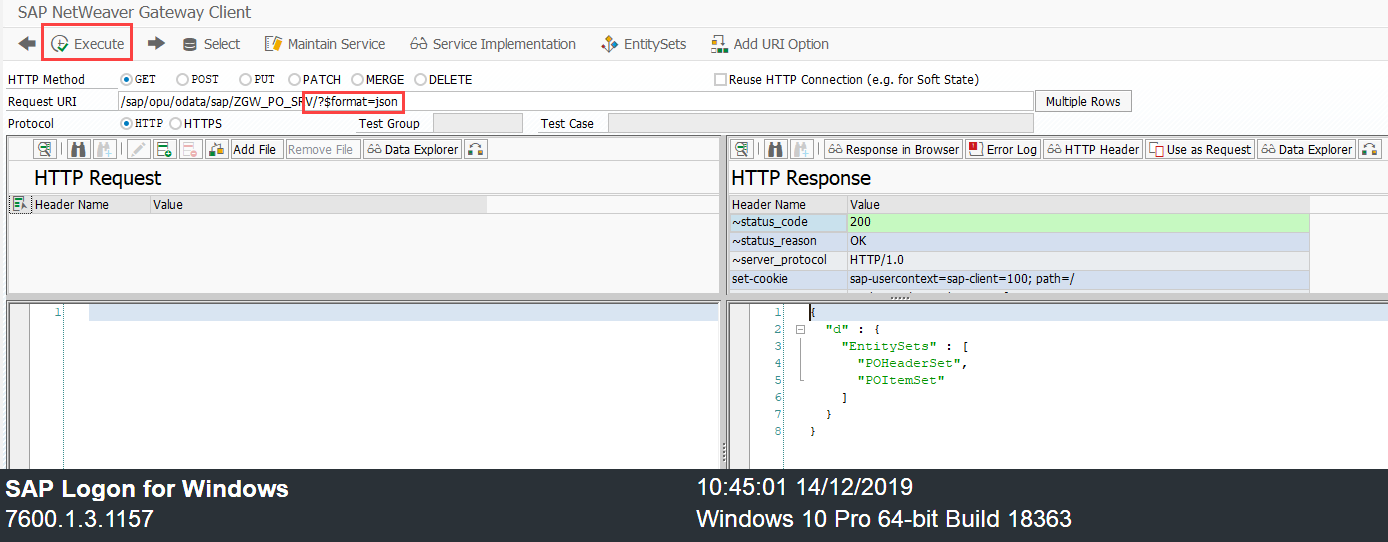 SAP NetWeaver Gateway Client
Execute Select Maintain Service Service Implementation EntitySets Add URI Option
HTTP Method GET POST PUT PATCH MERGE DELETE Reuse HTTP Connection (e.g. for Soft State)
Request URI /sap/opu/odata/sap/ZGW_PO_SRV/?$format=json Multiple Rows
Protocol HTTP HTTPS Test Group Test Case
Add File Remove File Data Explorer
HTTP Request
Header Name Value
1
Response in Browser Error Log HTTP Header Use as Request Data Explorer
HTTP Response
Header Name Value
~status_code 200
~status_reason OK
~server_protocol HTTP/1.0
set-cookie sap-usercontext=sap-client=100; path=/
1 {
2 "d" : {
3 "EntitySets" : [
4 "POHeaderSet",
5 "POItemSet"
6 ]
7 }
8 }
SAP Logon for Windows
7600.1.3.1157
10:45:01 14/12/2019
Windows 10 Pro 64-bit Build 18363